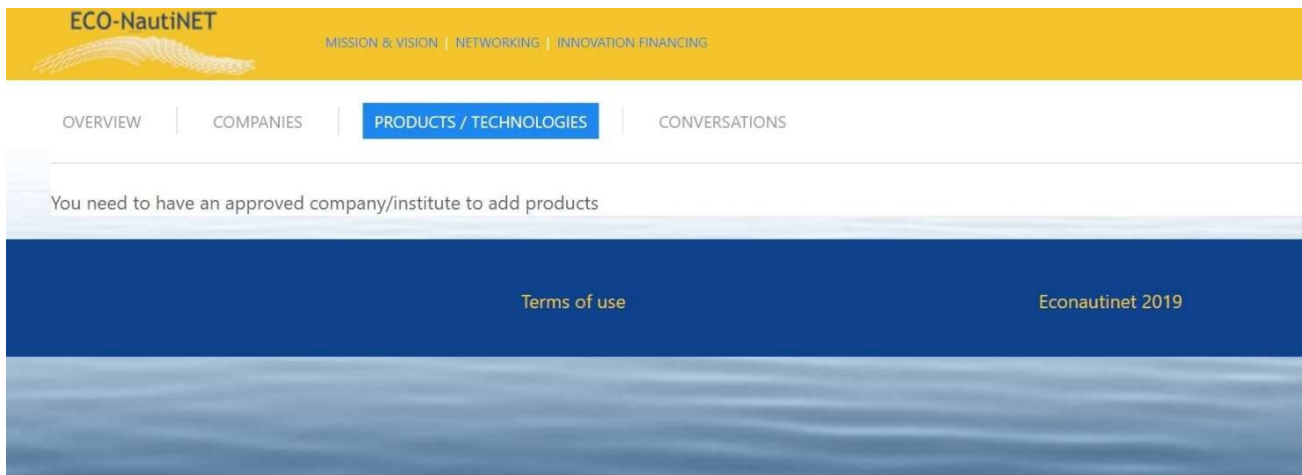 ECO-NautiNET
MISSION & VISION | NETWORKING | INNOVATION FINANCING
OVERVIEW
COMPANIES
PRODUCTS / TECHNOLOGIES
CONVERSATIONS
You need to have an approved company/institute to add products
Terms of use
Econautinet 2019